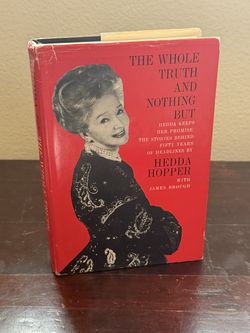 THE WHOLE
TRUTH AND
NOTHING
BUT
HEDDA KEEPS
HER PROMISE.
THE STORIES BEHIND
FIFTY YEARS
OF HEADLINES BY
HEDDA
HOPPER
WITH
JAMES BROUGH